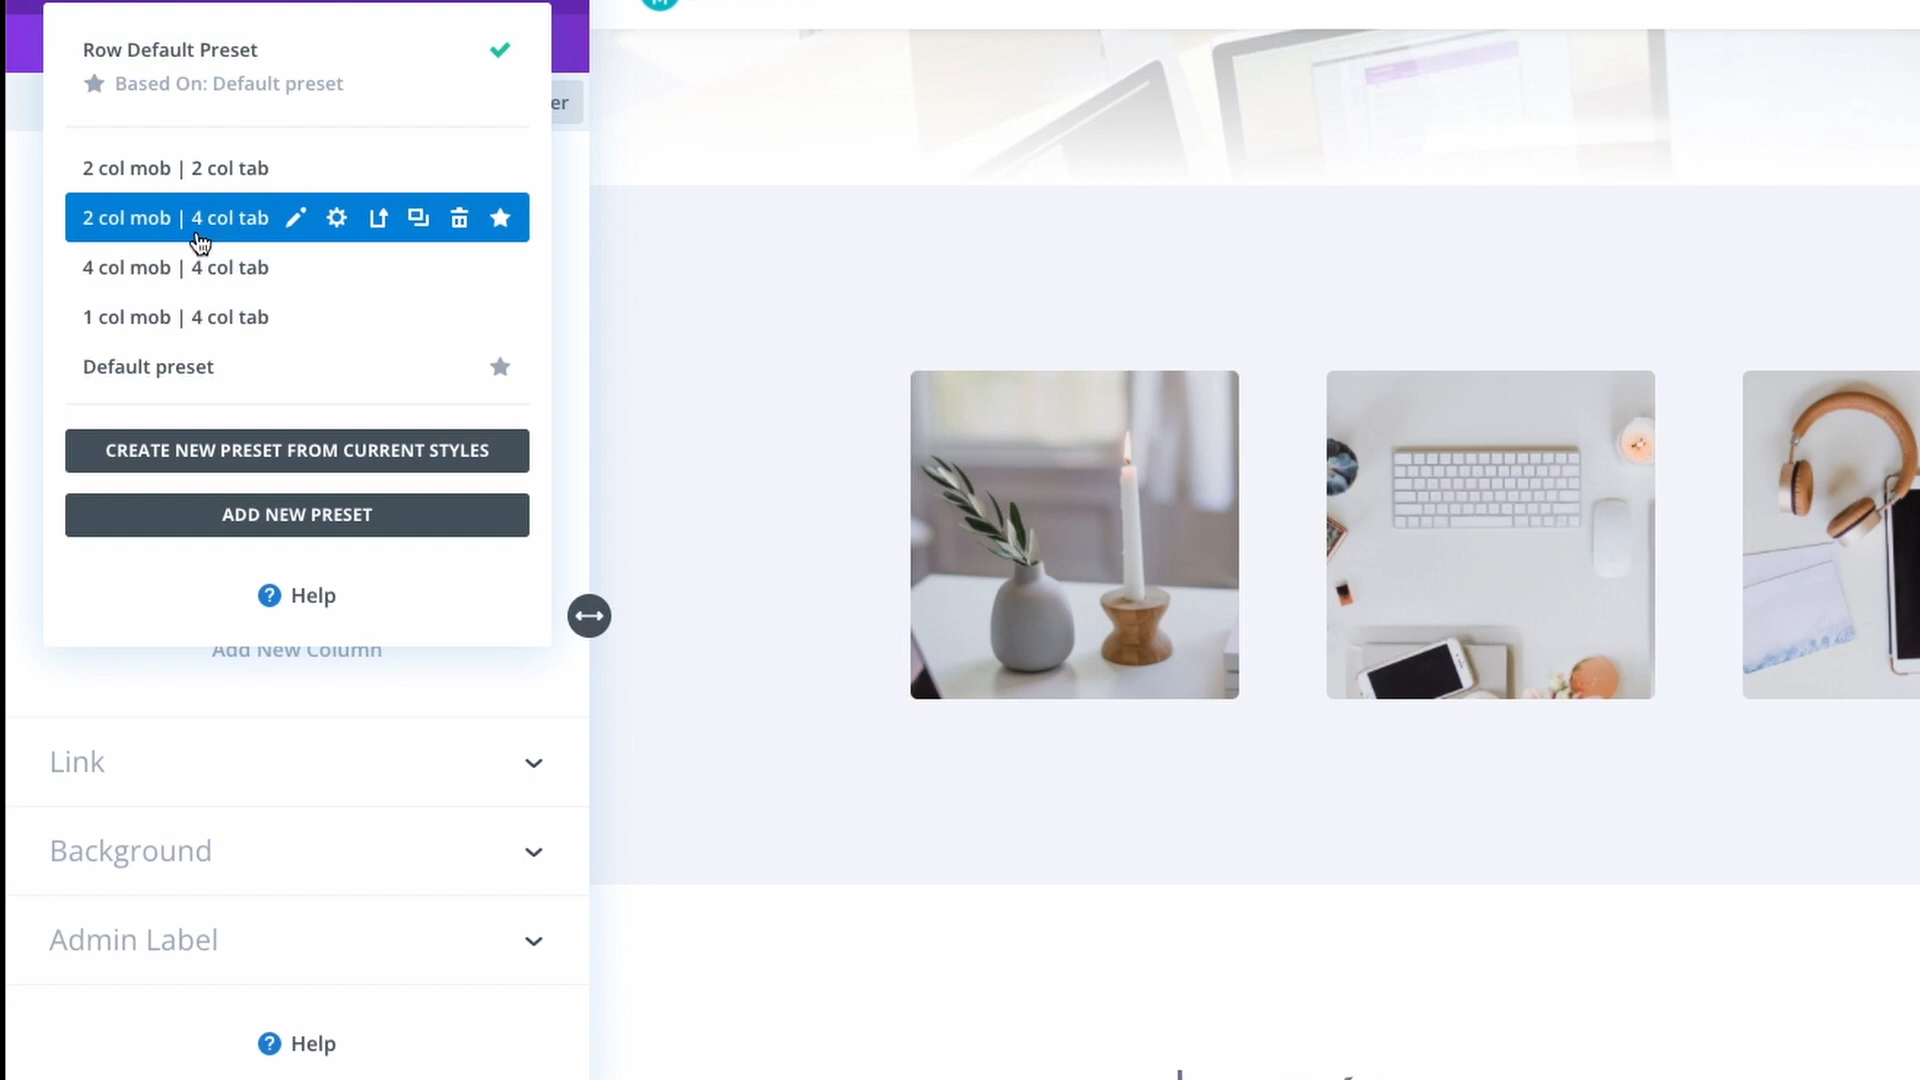 Row Default Preset
Based On: Default preset
er
2 col mob | 2 col tab
2 col mob | 4 col tab
4 col mob | 4 col tab
1 col mob | 4 col tab
Default preset
CREATE NEW PRESET FROM CURRENT STYLES
ADD NEW PRESET
? Help
Add New Column
Link
Background
Admin Label
? Help